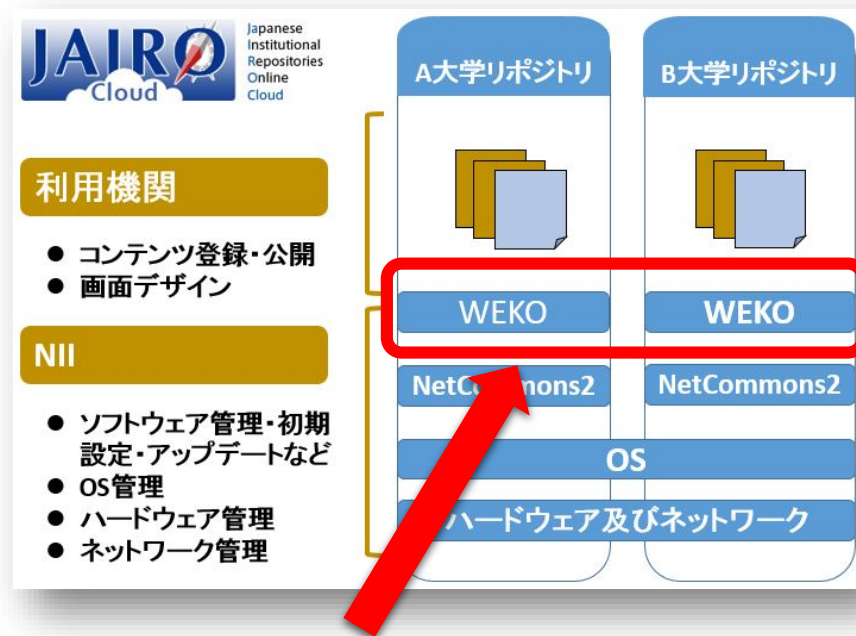 JAIRO
Cloud
Japanese
Institutional
Repositories
Online
Cloud
A大学リポジトリ
B大学リポジトリ
利用機関
● コンテンツ登録・公開
● 画面デザイン
WEKO
WEKO
NII
NetCommons2
NetCommons2
● ソフトウェア管理・初期
設定・アップデートなど
● OS管理
● ハードウェア管理
● ネットワーク管理
OS
ハードウェア及びネットワーク